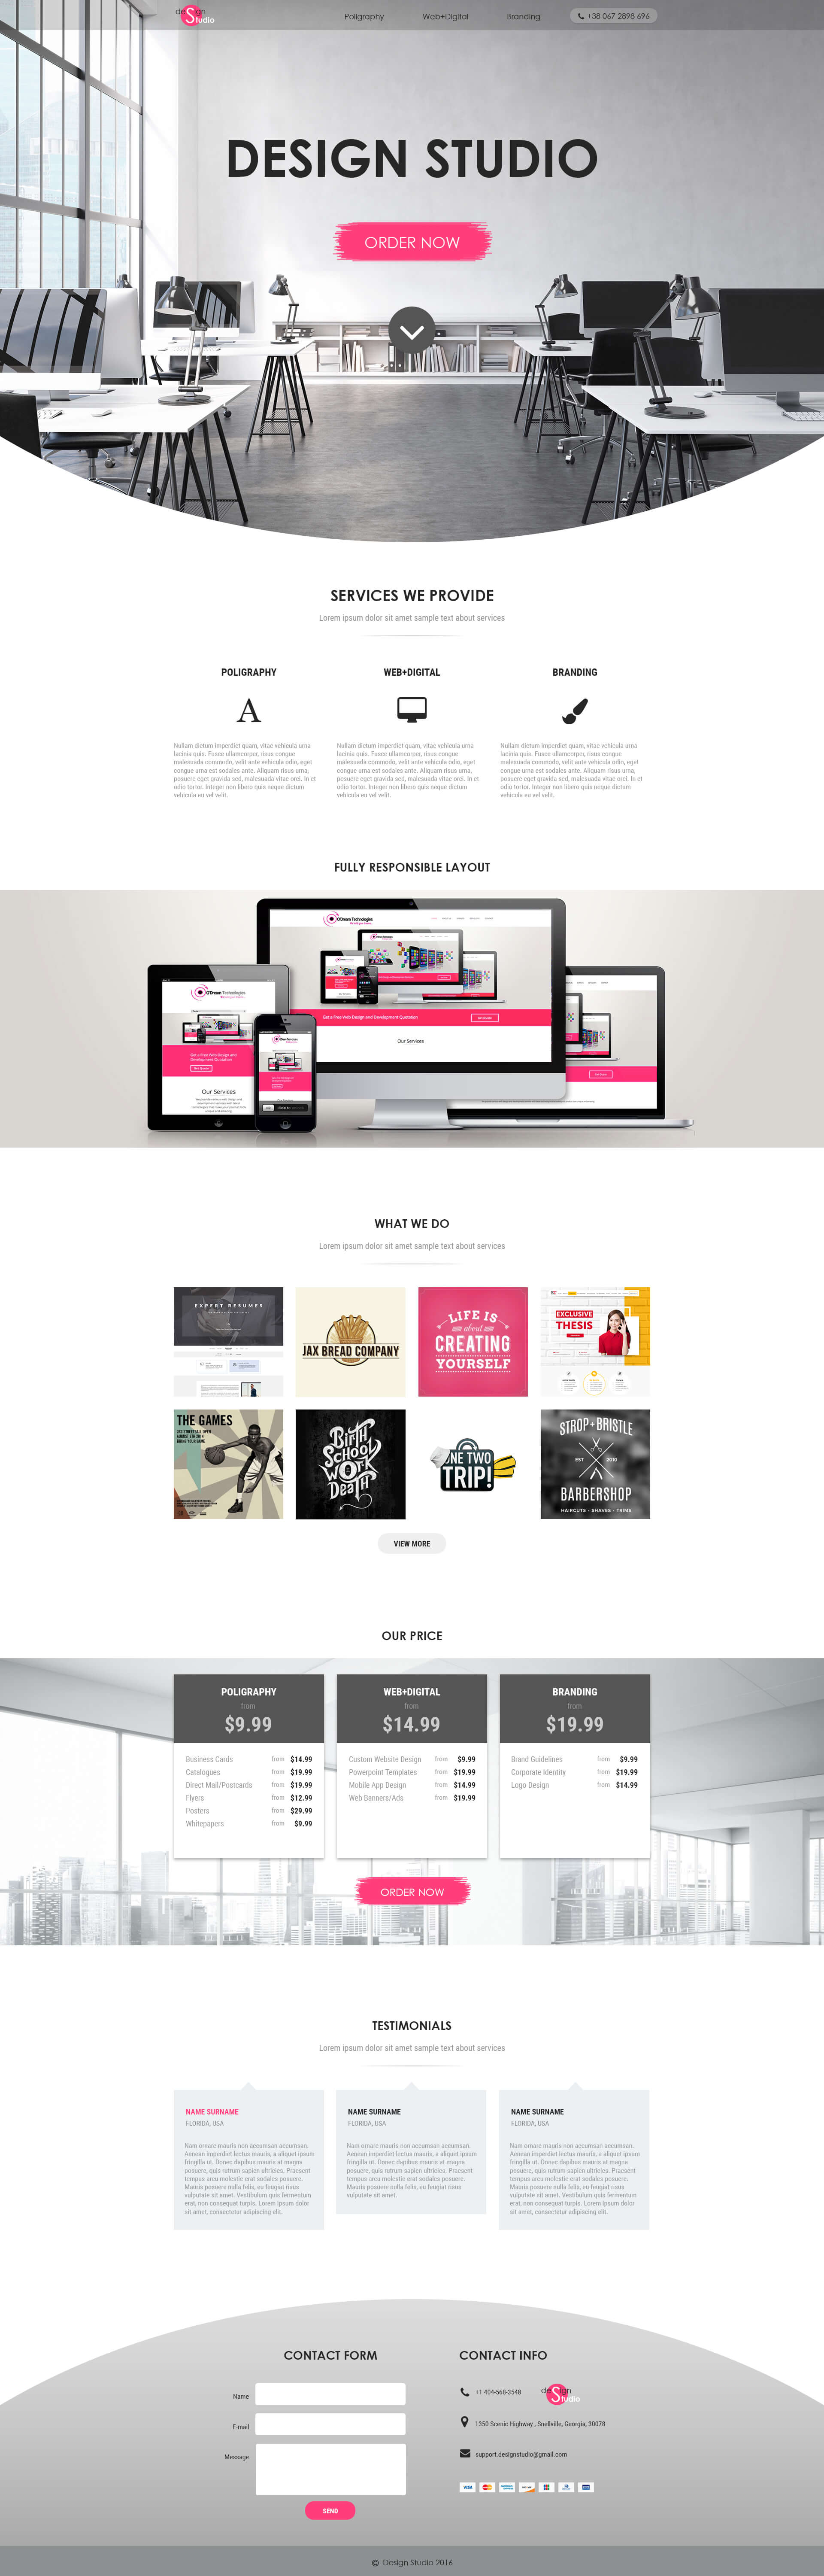 design
Studio
Poligraphy
Web+Digital
Branding
+38 067 2898 696
DESIGN STUDIO
ORDER NOW
SERVICES WE PROVIDE
Lorem ipsum dolor sit amet sample text about services
POLIGRAPHY
WEB+DIGITAL
BRANDING
A
Nullam dictum imperdiet quam, vitae vehicula urna
lacinia quis. Fusce ullamcorper, risus congue
malesuada commodo, velit ante vehicula odio, eget
congue urna est sodales ante. Aliquam risus urna,
posuere eget gravida sed, malesuada vitae orci. In et
odio tortor. Integer non libero quis neque dictum
vehicula eu vel velit.
Nullam dictum imperdiet quam, vitae vehicula urna
lacinia quis. Fusce ullamcorper, risus congue
malesuada commodo, velit ante vehicula odio, eget
congue urna est sodales ante. Aliquam risus urna,
posuere eget gravida sed, malesuada vitae orci. In et
odio tortor. Integer non libero quis neque dictum
vehicula eu vel velit.
Nullam dictum imperdiet quam, vitae vehicula urna
lacinia quis. Fusce ullamcorper, risus congue
malesuada commodo, velit ante vehicula odio, eget
congue urna est sodales ante. Aliquam risus urna,
posuere eget gravida sed, malesuada vitae orci. In et
odio tortor. Integer non libero quis neque dictum
vehicula eu vel velit.
FULLY RESPONSIBLE LAYOUT
O'Dream Technologies
Get a Free Web Design and Development Quotation
Our Services
O'Dream Technologies
Get a Free Web Design and
Development Quotation
Our Services
WHAT WE DO
Lorem ipsum dolor sit amet sample text about services
EXPERT RESUMES
JAX BREAD COMPANY
LIFE IS
about
CREATING
YOURSELF
EXCLUSIVE
THESIS
THE GAMES
BRING YOUR GAME
Birth
School
Work
Death
ONE TWO
TRIP!
STROP+BRISTLE
EST 2010
BARBERSHOP
HAIRCUTS • SHAVES • TRIMS
VIEW MORE
OUR PRICE
POLIGRAPHY
from
$9.99
Business Cards from $14.99
Catalogues from $19.99
Direct Mail/Postcards from $19.99
Flyers from $12.99
Posters from $29.99
Whitepapers from $9.99
WEB+DIGITAL
from
$14.99
Custom Website Design from $9.99
Powerpoint Templates from $19.99
Mobile App Design from $14.99
Web Banners/Ads from $19.99
BRANDING
from
$19.99
Brand Guidelines from $9.99
Corporate Identity from $19.99
Logo Design from $14.99
ORDER NOW
TESTIMONIALS
Lorem ipsum dolor sit amet sample text about services
NAME SURNAME
FLORIDA, USA
Nam ornare mauris non accumsan accumsan.
Aenean imperdiet lectus mauris, a aliquet ipsum
fringilla ut. Donec dapibus mauris at magna
posuere, quis rutrum sapien ultricies. Praesent
tempus arcu molestie erat sodales posuere.
Mauris posuere nulla felis, eu feugiat risus
vulputate sit amet. Vestibulum quis fermentum
erat, non consequat turpis. Lorem ipsum dolor
sit amet, consectetur adipiscing elit.
NAME SURNAME
FLORIDA, USA
Nam ornare mauris non accumsan accumsan.
Aenean imperdiet lectus mauris, a aliquet ipsum
fringilla ut. Donec dapibus mauris at magna
posuere, quis rutrum sapien ultricies. Praesent
tempus arcu molestie erat sodales posuere.
Mauris posuere nulla felis, eu feugiat risus
vulputate sit amet.
NAME SURNAME
FLORIDA, USA
Nam ornare mauris non accumsan accumsan.
Aenean imperdiet lectus mauris, a aliquet ipsum
fringilla ut. Donec dapibus mauris at magna
posuere, quis rutrum sapien ultricies. Praesent
tempus arcu molestie erat sodales posuere.
Mauris posuere nulla felis, eu feugiat risus
vulputate sit amet. Vestibulum quis fermentum
erat, non consequat turpis. Lorem ipsum dolor
sit amet, consectetur adipiscing elit.
CONTACT FORM
Name
E-mail
Message
SEND
CONTACT INFO
+1 404-568-3548
design
Studio
1350 Scenic Highway , Snellville, Georgia, 30078
support.designstudio@gmail.com
VISA
© Design Studio 2016